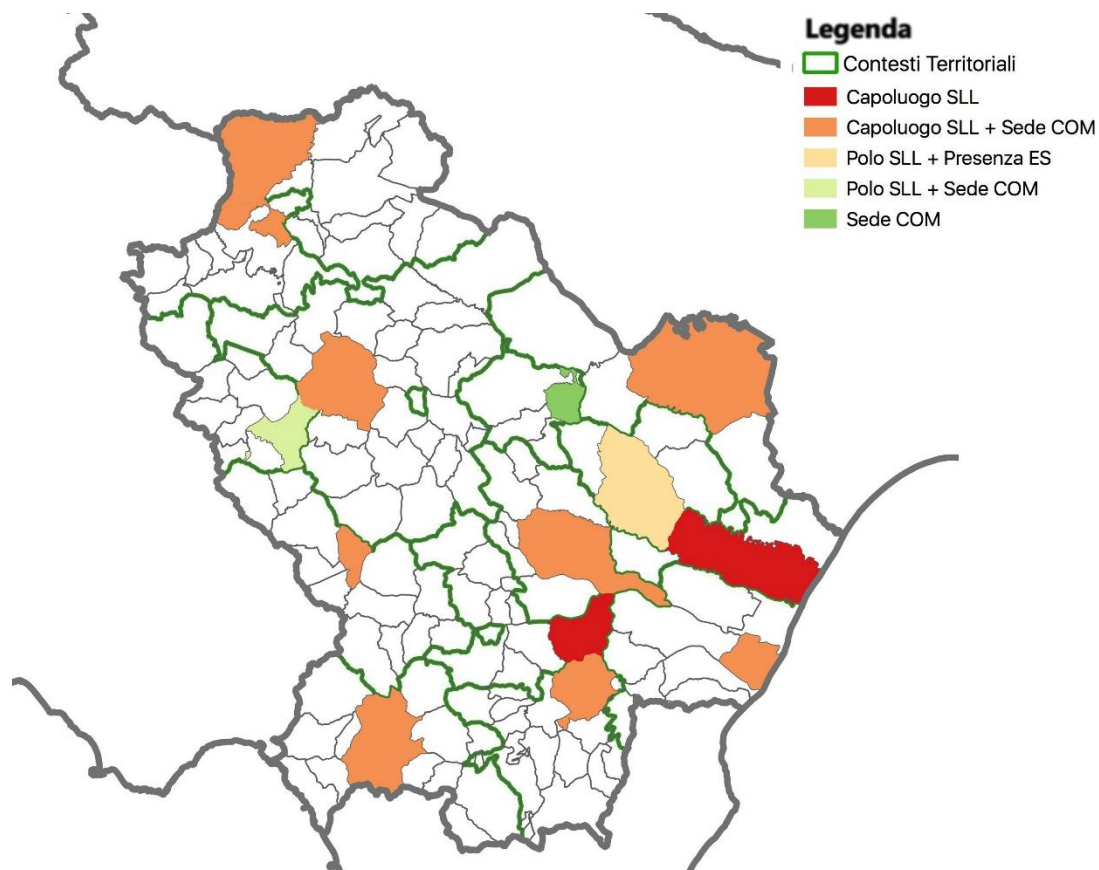 Legenda
Contesti Territoriali
Capoluogo SLL
Capoluogo SLL + Sede COM
Polo SLL + Presenza ES
Polo SLL + Sede COM
Sede COM